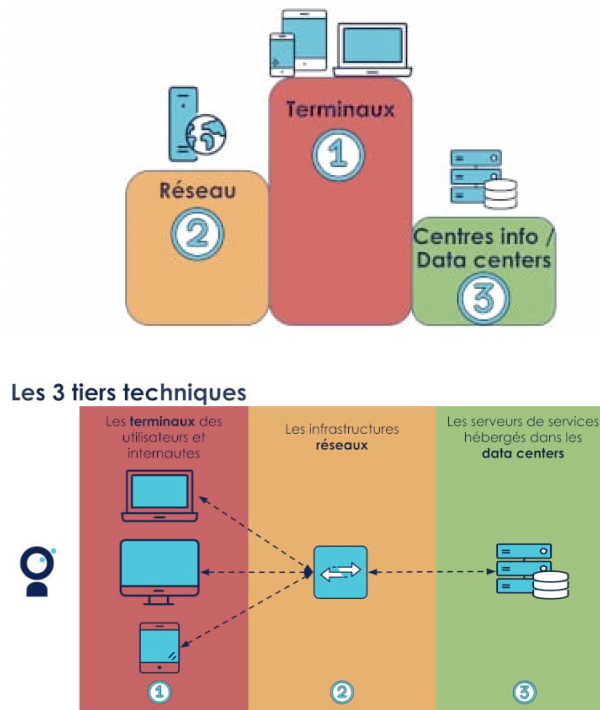 Terminaux
1
Réseau
2
Centres info /
Data centers
3
Les 3 tiers techniques
Les terminaux des
utilisateurs et
internautes
Les infrastructures
réseaux
Les serveurs de services
hébergés dans les
data centers
1
2
3